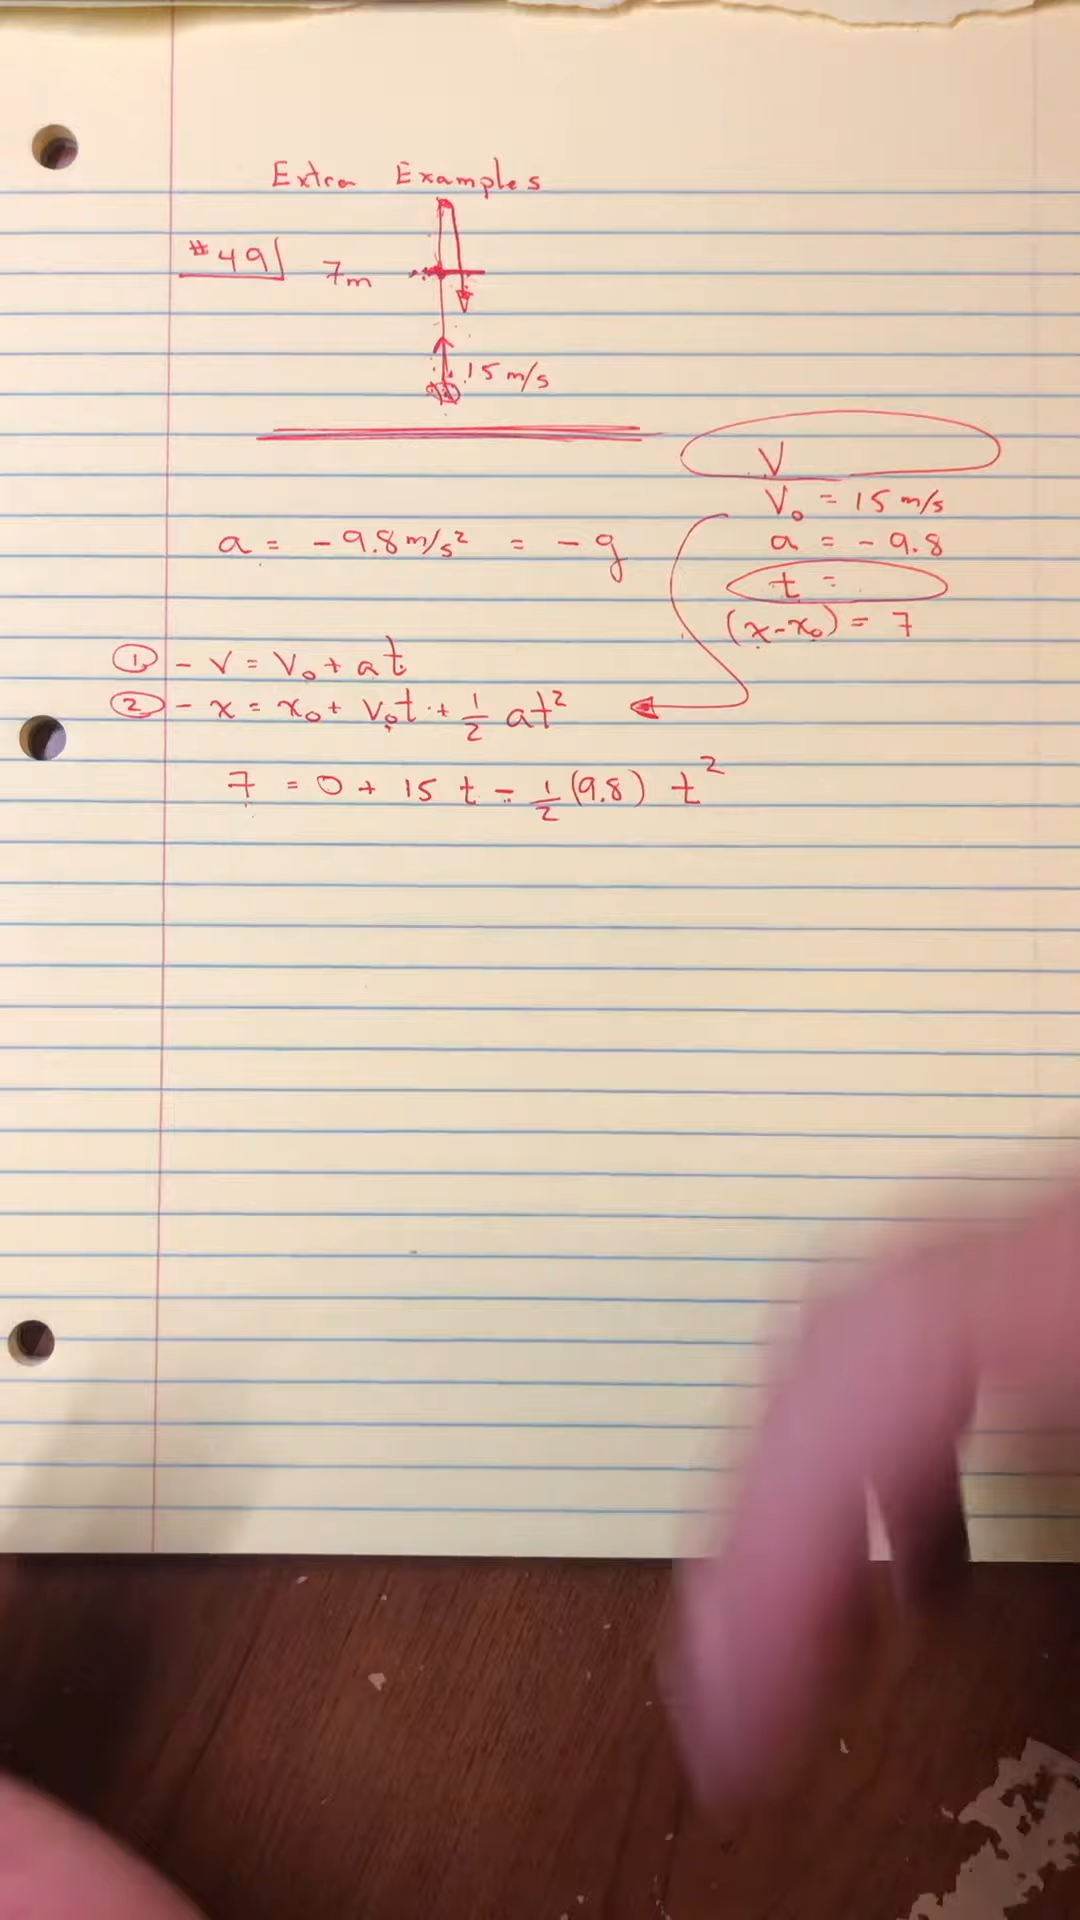 Extra Examples
#49
7m
15 m/s
V
V₀ = 15 m/s
a = -9.8 m/s² = -g
a = -9.8
t =
(x-x₀) = 7
① - V = V₀ + at
② - x = x₀ + V₀t + 1/2 at²
7 = 0 + 15 t - 1/2 (9.8) t²